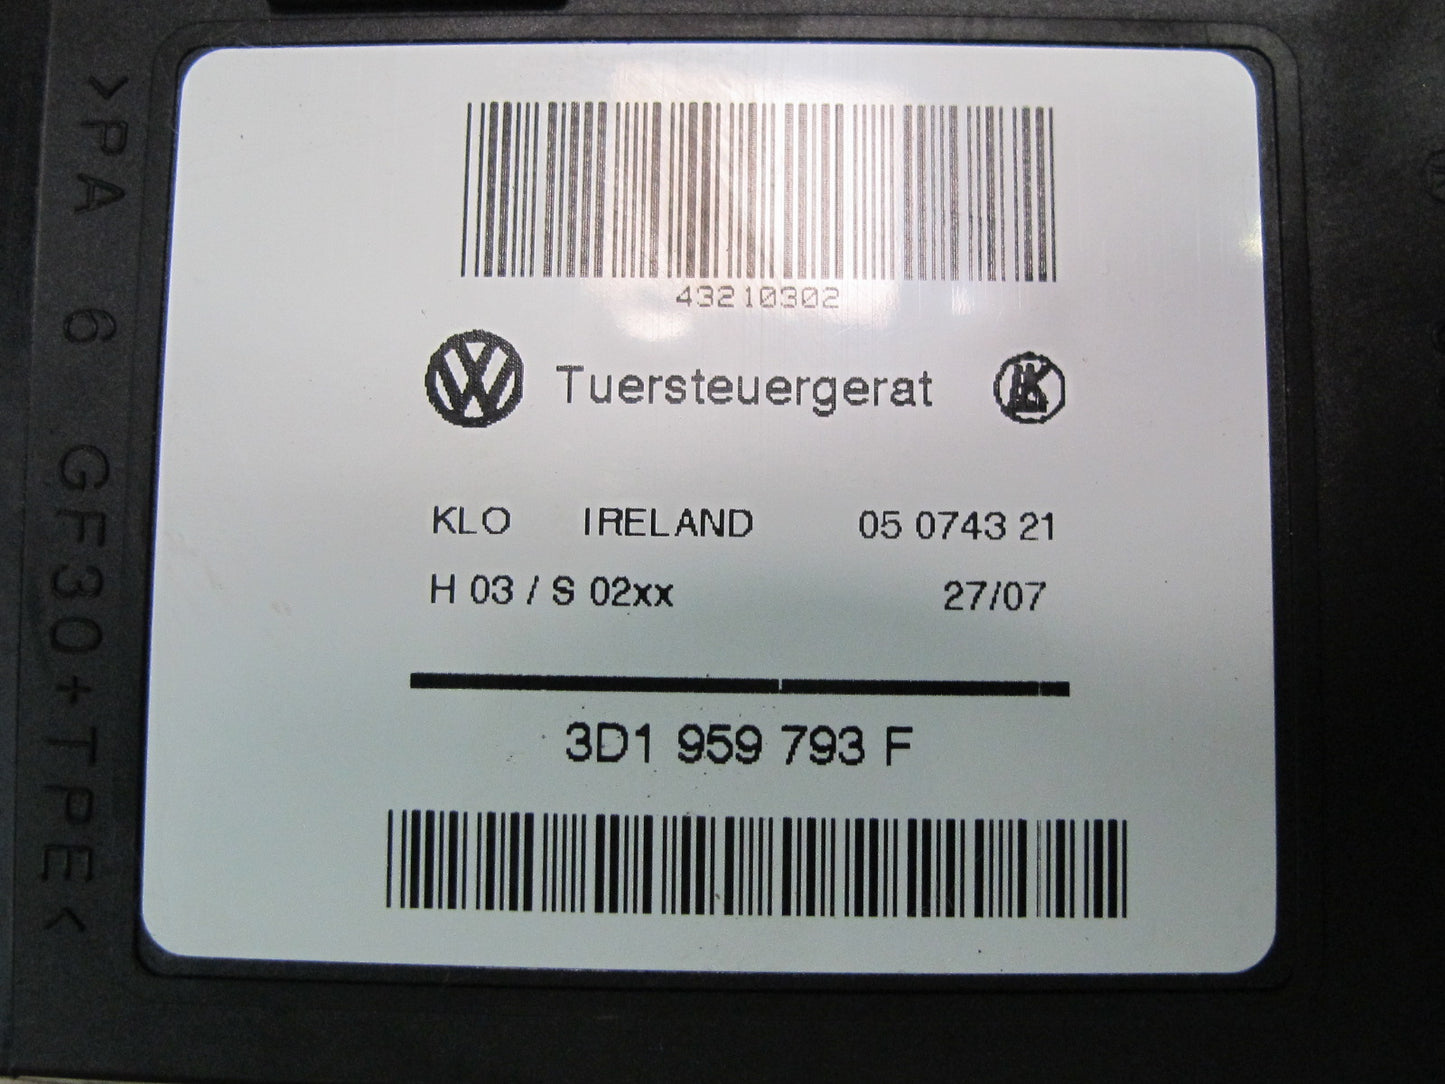 43210302
Tuersteuergerat
KLO IRELAND 05 0743 21
H 03 / S 02xx 27/07
3D1 959 793 F
>PA 6 GF30+TPE<